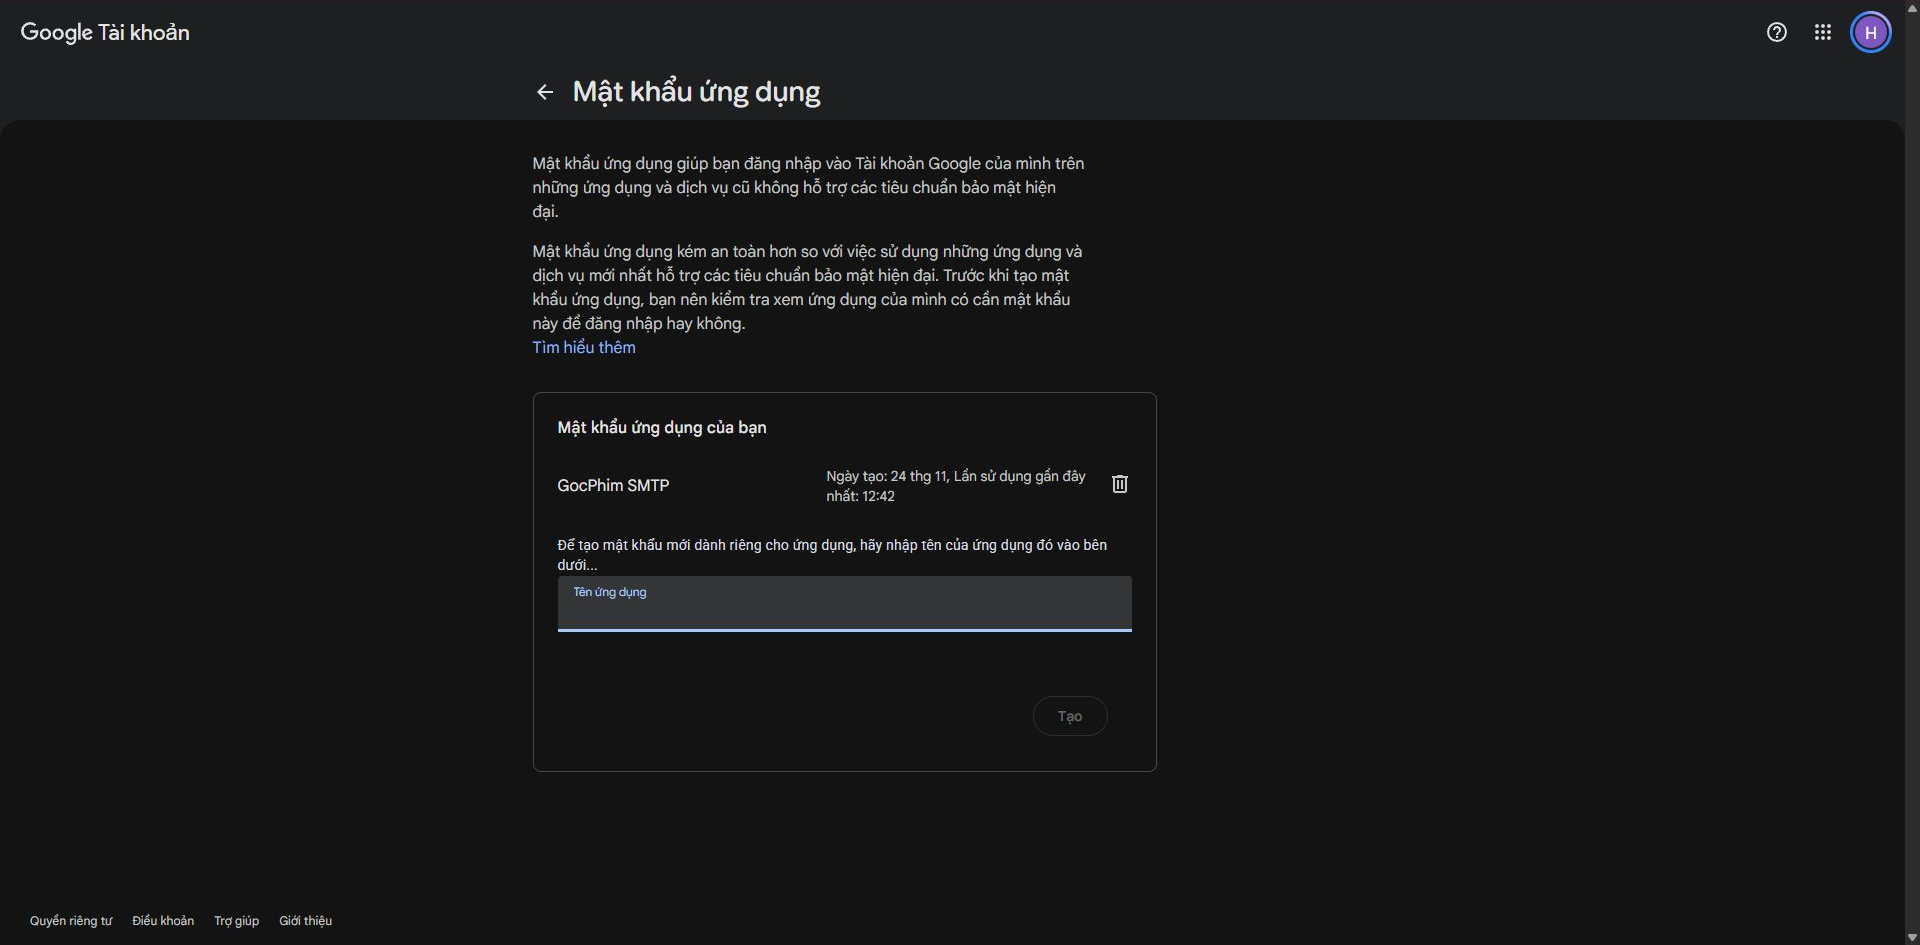 Google Tài khoản
H
Mật khẩu ứng dụng
Mật khẩu ứng dụng giúp bạn đăng nhập vào Tài khoản Google của mình trên
những ứng dụng và dịch vụ cũ không hỗ trợ các tiêu chuẩn bảo mật hiện
đại.
Mật khẩu ứng dụng kém an toàn hơn so với việc sử dụng những ứng dụng và
dịch vụ mới nhất hỗ trợ các tiêu chuẩn bảo mật hiện đại. Trước khi tạo mật
khẩu ứng dụng, bạn nên kiểm tra xem ứng dụng của mình có cần mật khẩu
này để đăng nhập hay không.
Tìm hiểu thêm
Mật khẩu ứng dụng của bạn
GocPhim SMTP
Ngày tạo: 24 thg 11, Lần sử dụng gần đây
nhất: 12:42
Để tạo mật khẩu mới dành riêng cho ứng dụng, hãy nhập tên của ứng dụng đó vào bên
dưới...
Tên ứng dụng
Tạo
Quyền riêng tư Điều khoản Trợ giúp Giới thiệu